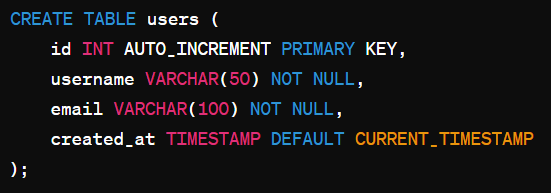 CREATE TABLE users (
    id INT AUTO_INCREMENT PRIMARY KEY,
    username VARCHAR(50) NOT NULL,
    email VARCHAR(100) NOT NULL,
    created_at TIMESTAMP DEFAULT CURRENT_TIMESTAMP
);